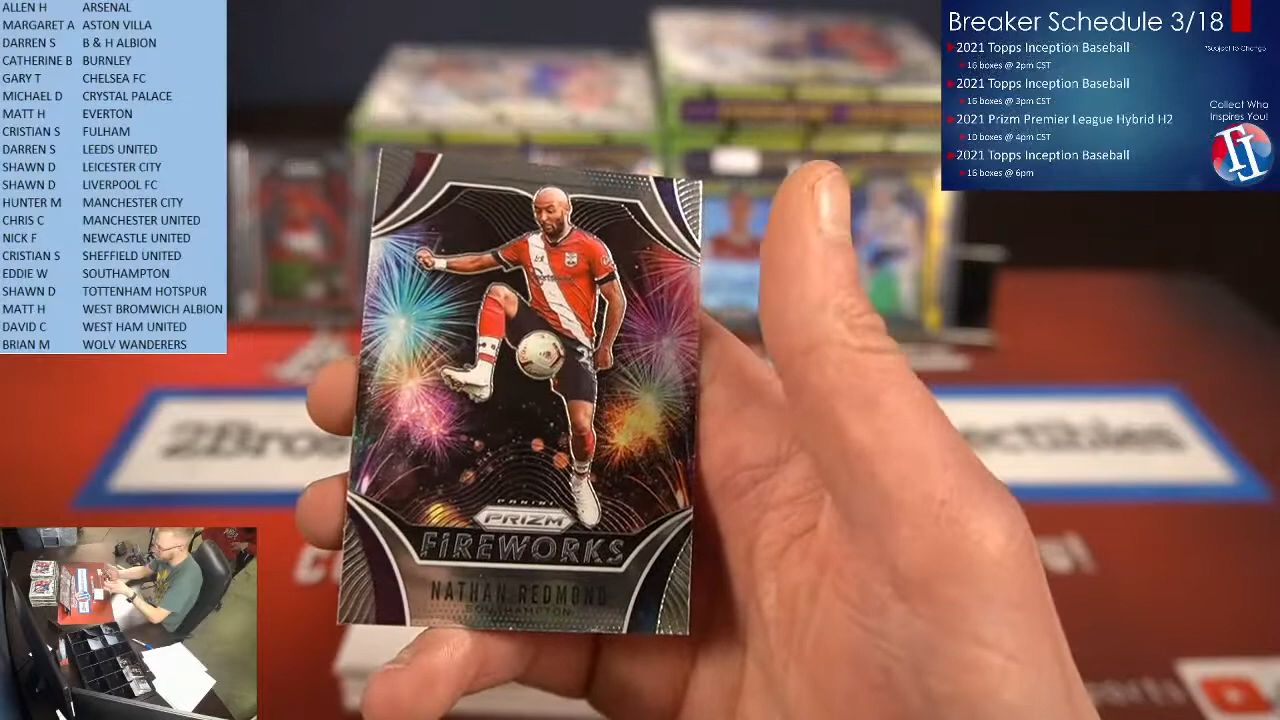 ALLEN H ARSENAL
MARGARET A ASTON VILLA
DARREN S B & H ALBION
CATHERINE B BURNLEY
GARY T CHELSEA FC
MICHAEL D CRYSTAL PALACE
MATT H EVERTON
CRISTIAN S FULHAM
DARREN S LEEDS UNITED
SHAWN D LEICESTER CITY
SHAWN D LIVERPOOL FC
HUNTER M MANCHESTER CITY
CHRIS C MANCHESTER UNITED
NICK F NEWCASTLE UNITED
CRISTIAN S SHEFFIELD UNITED
EDDIE W SOUTHAMPTON
SHAWN D TOTTENHAM HOTSPUR
MATT H WEST BROMWICH ALBION
DAVID C WEST HAM UNITED
BRIAN M WOLV WANDERERS
Breaker Schedule 3/18
2021 Topps Inception Baseball
*Subject to Change
16 boxes @ 2pm CST
2021 Topps Inception Baseball
16 boxes @ 3pm CST
2021 Prizm Premier League Hybrid H2
10 boxes @ 4pm CST
2021 Topps Inception Baseball
16 boxes @ 6pm
Collect Who
Inspires You!
PANINI
PRIZM
FIREWORKS
NATHAN REDMOND
SOUTHAMPTON
2Bros